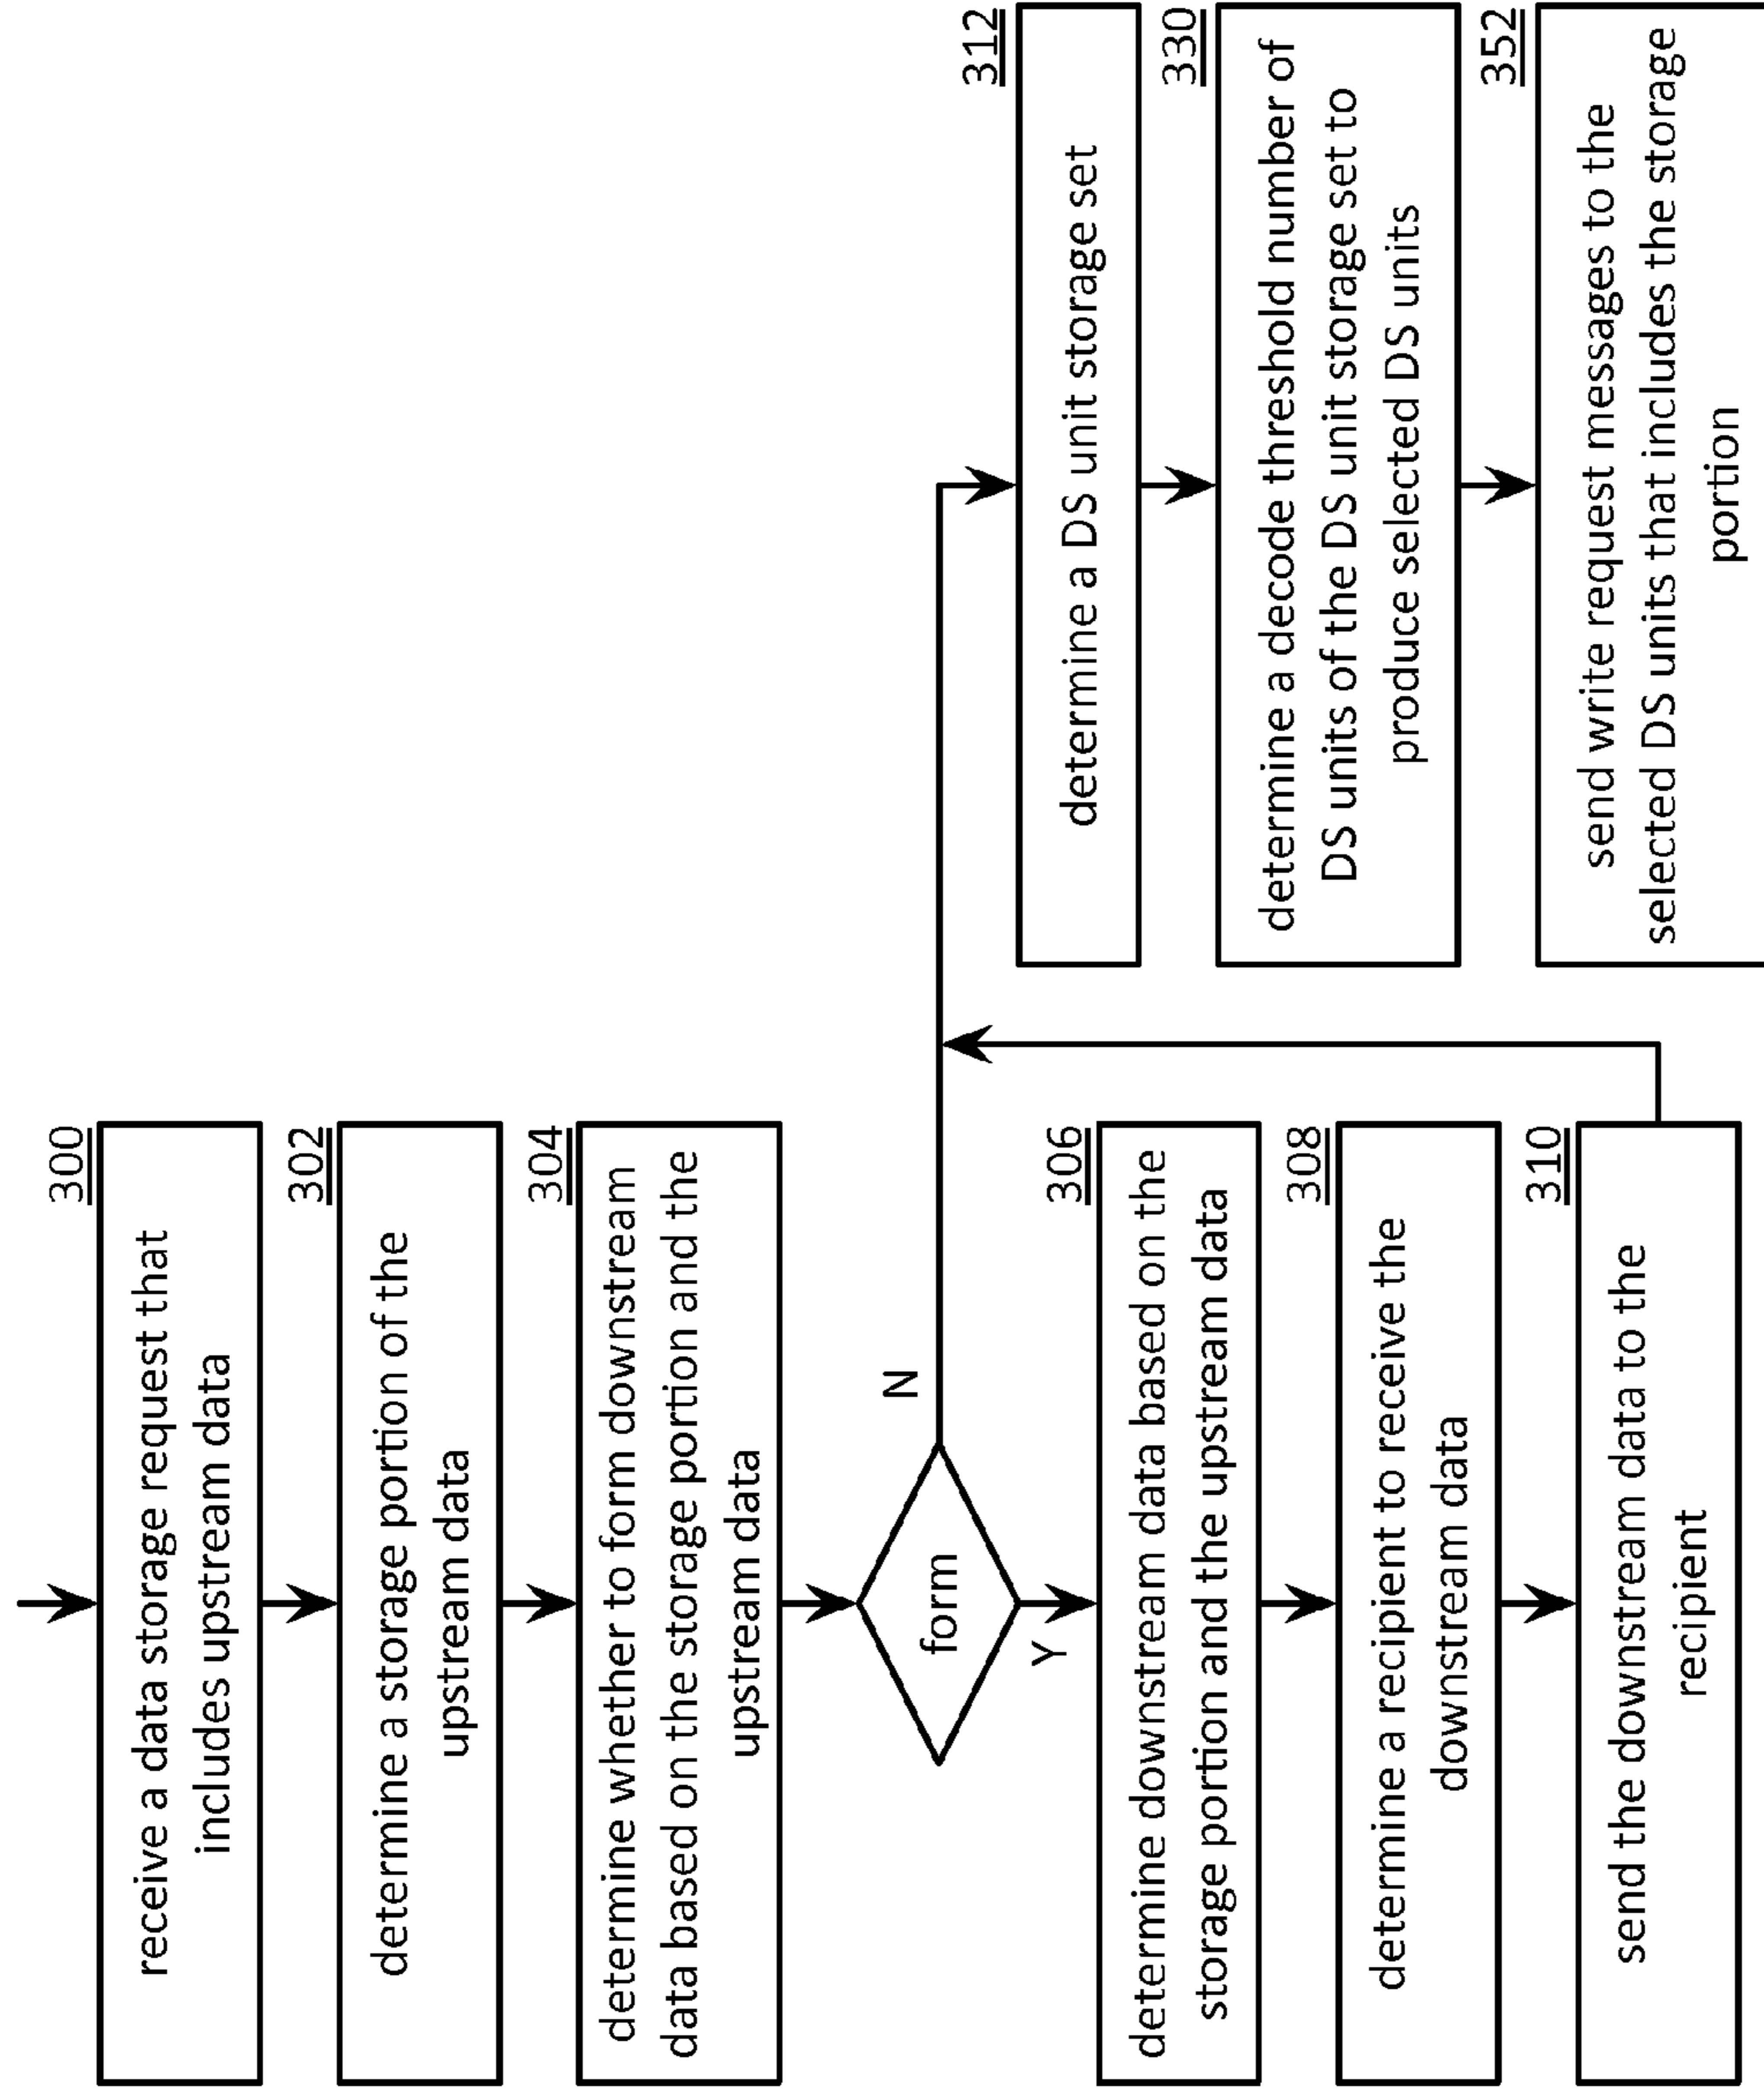 300
receive a data storage request that
includes upstream data
302
determine a storage portion of the
upstream data
304
determine whether to form downstream
data based on the storage portion and the
upstream data
form
N
Y
306
determine downstream data based on the
storage portion and the upstream data
308
determine a recipient to receive the
downstream data
310
send the downstream data to the
recipient
312
determine a DS unit storage set
330
determine a decode threshold number of
DS units of the DS unit storage set to
produce selected DS units
352
send write request messages to the
selected DS units that includes the storage
portion